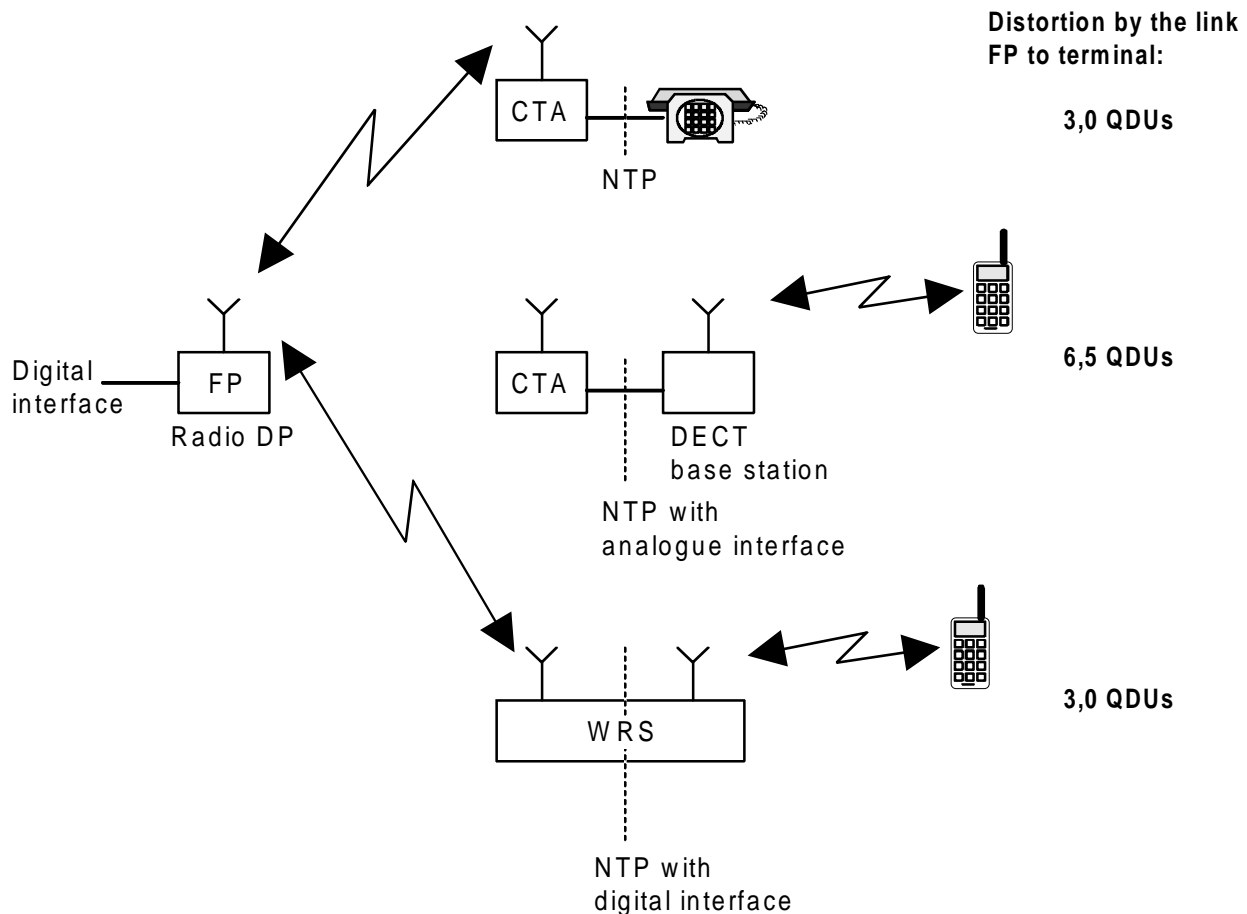 Distortion by the link
FP to terminal:
CTA
3,0 QDUs
NTP
Digital
interface
FP
Radio DP
CTA
6,5 QDUs
DECT
base station
NTP with
analogue interface
WRS
3,0 QDUs
NTP with
digital interface